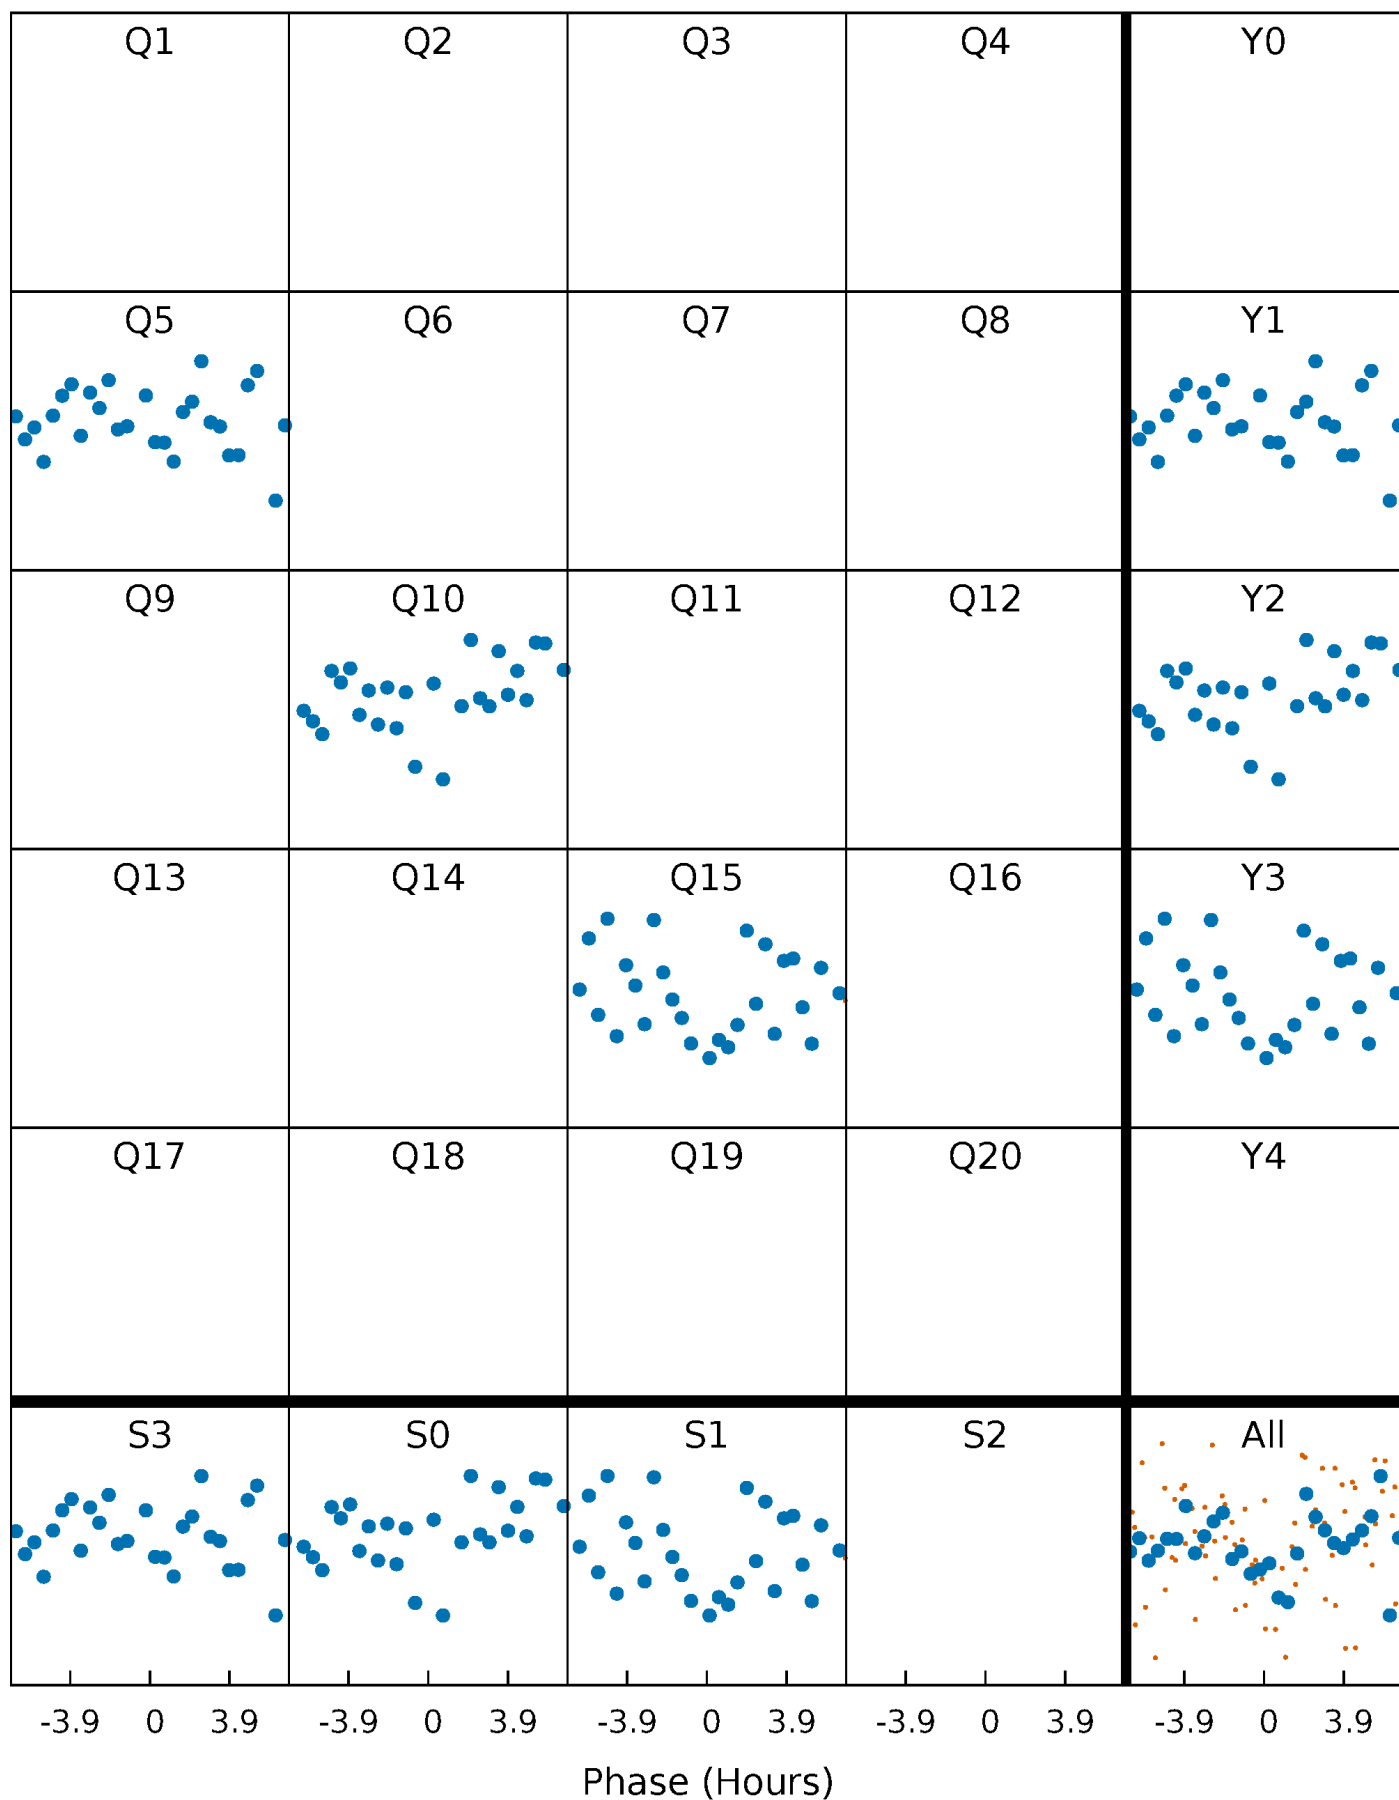 Q1 Q2 Q3 Q4 Y0
Q5 Q6 Q7 Q8 Y1
Q9 Q10 Q11 Q12 Y2
Q13 Q14 Q15 Q16 Y3
Q17 Q18 Q19 Q20 Y4
S3 S0 S1 S2 All
-3.9 0 3.9 -3.9 0 3.9 -3.9 0 3.9 -3.9 0 3.9 -3.9 0 3.9
Phase (Hours)